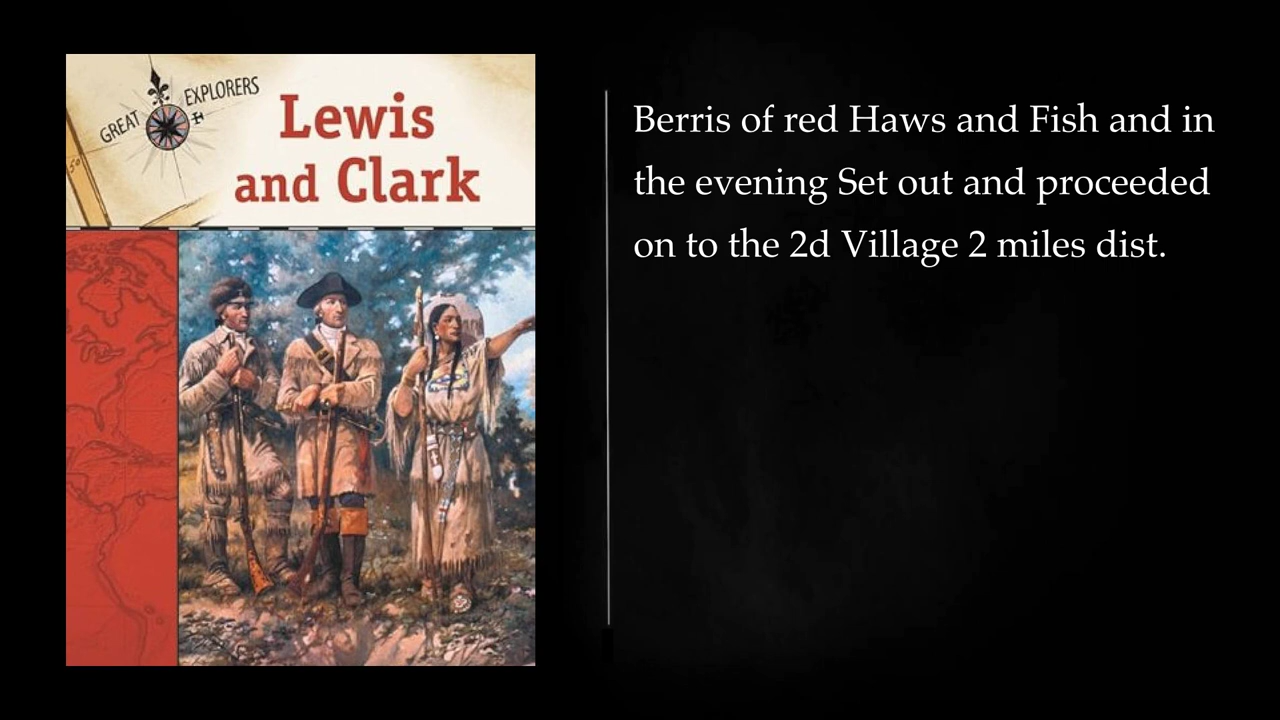 GREAT EXPLORERS
Lewis
and Clark
50
Berris of red Haws and Fish and in
the evening Set out and proceeded
on to the 2d Village 2 miles dist.